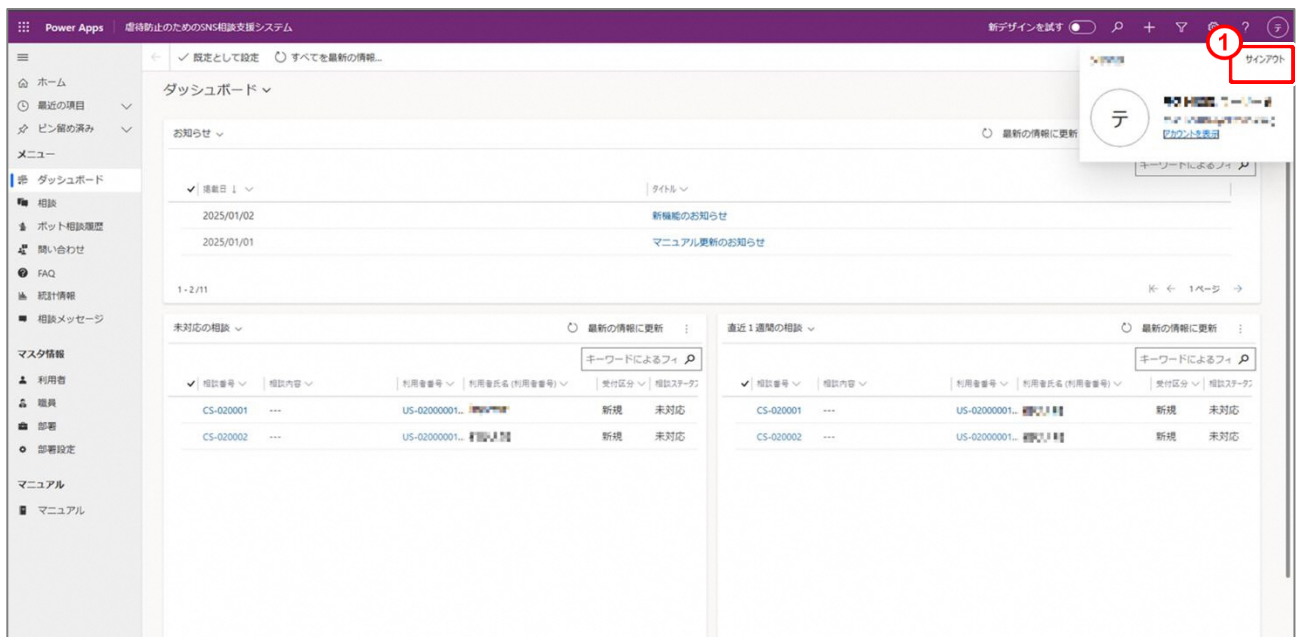 Power Apps 虐待防止のためのSNS相談支援システム 新デザインを試す ?
テ
1
既定として設定 すべてを最新の情報...
サインアウト
テ
アカウントを表示
ホーム
最近の項目
ピン留め済み
メニュー
ダッシュボード
相談
ボット相談履歴
問い合わせ
FAQ
統計情報
相談メッセージ
マスタ情報
利用者
職員
部署
部署設定
マニュアル
マニュアル
ダッシュボード
お知らせ 最新の情報に更新
キーワードによるフィ
掲載日 ↓ タイトル
2025/01/02 新機能のお知らせ
2025/01/01 マニュアル更新のお知らせ
1 - 2/11 1ページ
未対応の相談 最新の情報に更新
キーワードによるフィ
相談番号 相談内容 利用者番号 利用者氏名 (利用者番号) 受付区分 相談ステータス
CS-020001 --- US-02000001... 新規 未対応
CS-020002 --- US-02000001... 新規 未対応
直近1週間の相談 最新の情報に更新
キーワードによるフィ
相談番号 相談内容 利用者番号 利用者氏名 (利用者番号) 受付区分 相談ステータス
CS-020001 --- US-02000001... 新規 未対応
CS-020002 --- US-02000001... 新規 未対応